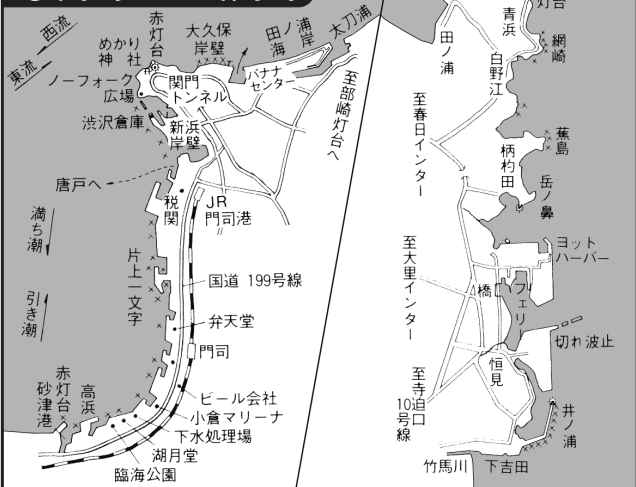 西流
東流
赤灯台
めかり
神社
ノーフォーク
広場
渋沢倉庫
大久保
岸壁
田ノ浦
海岸
太刀浦
バナナ
センター
関門
トンネル
新浜
岸壁
至部崎灯台へ
唐戸へ
税関
JR
門司港
満ち潮
引き潮
片上一文字
国道 199号線
弁天堂
門司
ビール会社
小倉マリーナ
下水処理場
湖月堂
臨海公園
高浜
赤灯台
砂津港
田ノ浦
青浜
灯台
網崎
白野江
至春日インター
蕉島
柄杓田
岳ノ鼻
ヨット
ハーバー
至大里インター
橋
フェリー
切れ波止
恒見
至寺迫口
10号線
井ノ浦
竹馬川
下吉田